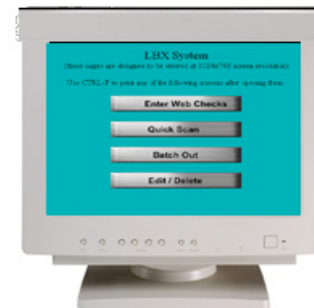 LBX System
(these pages are designed to be viewed at 1024x768 screen resolution)
Use CTRL-P to print any of the following screens after opening them.
Enter Web Checks
Quick Scan
Batch Out
Edit / Delete